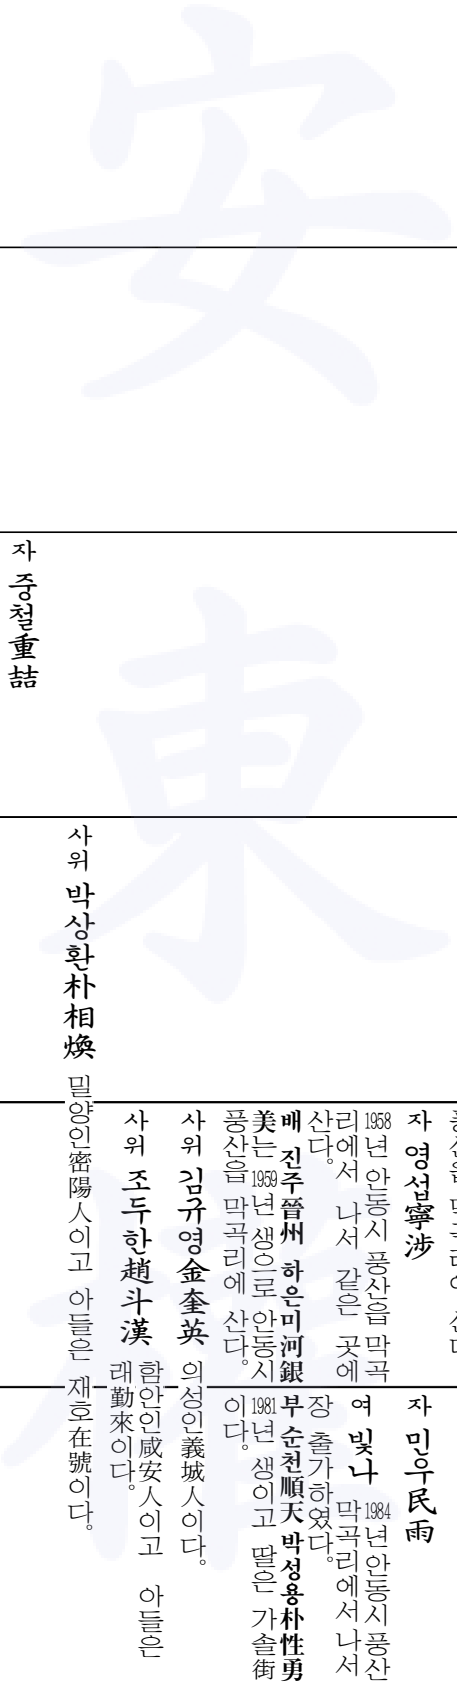 安東權
자 중철重喆
사위 박상환朴相煥 밀양인密陽人이고 아들은 재호在號이다.
자 영섭寧涉
1958년 안동시 풍산읍 막곡
리에서 나서 같은 곳에
산다.
배 진주晉州 하은미河銀
美는 1959년 생으로 안동시
풍산읍 막곡리에 산다.
사위 김규영金奎英 의성인義城人이다.
사위 조두한趙斗漢 함안인咸安人이고 아들은
래勤來이다.
자 민우民雨
여 빛나 1984년안동시풍산
막곡리에서나서
장 출가하였다.
부 순천順天 박성용朴性勇
1981년 생이고 딸은 가솔街
이다.